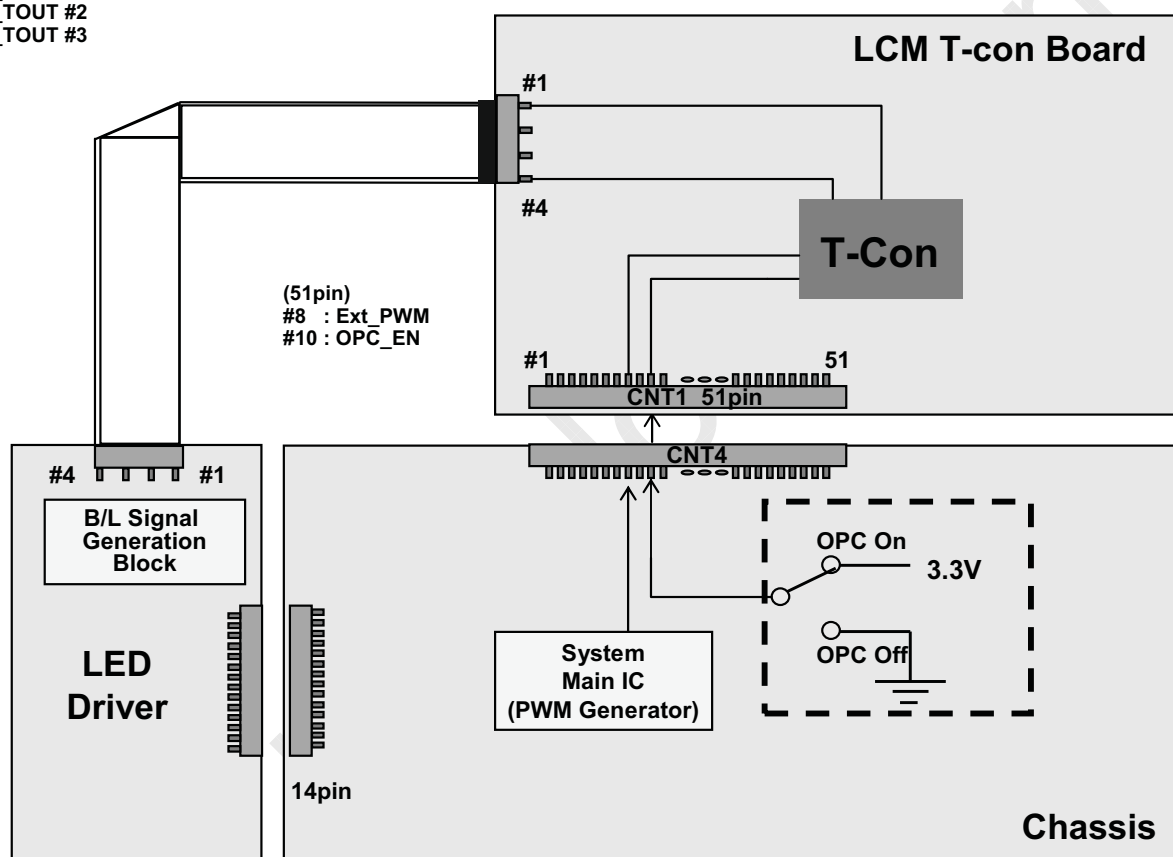 _TOUT #2
_TOUT #3
LCM T-con Board
#1
#4
T-Con
(51pin)
#8 : Ext_PWM
#10 : OPC_EN
#1
51
CNT1 51pin
CNT4
#4
#1
B/L Signal
Generation
Block
OPC On
3.3V
OPC Off
System
Main IC
(PWM Generator)
LED
Driver
14pin
Chassis